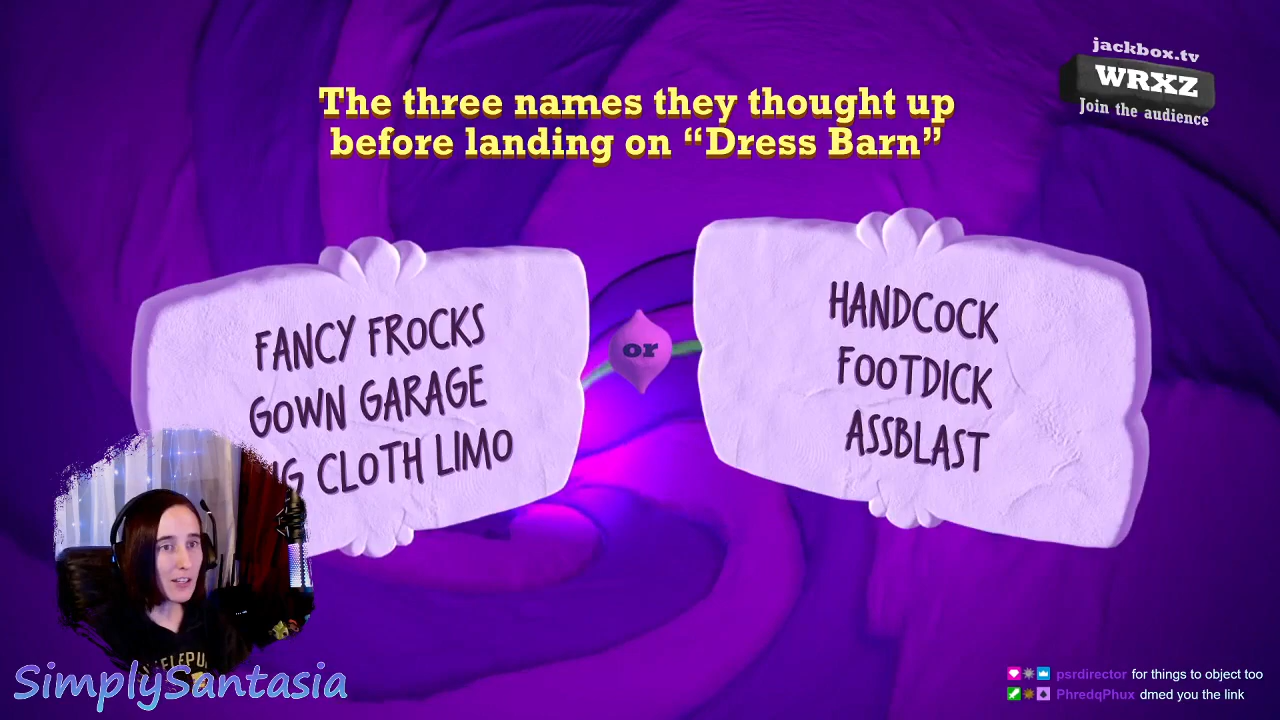 jackbox.tv
WRXZ
Join the audience
The three names they thought up
before landing on “Dress Barn”
FANCY FROCKS
GOWN GARAGE
CLOTH LIMO
or
HANDCOCK
FOOTDICK
ASSBLAST
SimplySantasia
psrdirector for things to object too
PhredqPhux dmed you the link